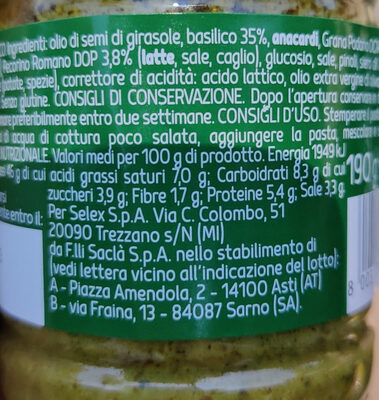 Ingredienti: olio di semi di girasole, basilico 35%, anacardi, Grana Padano
Pecorino Romano DOP 3,8% (latte, sale, caglio), glucosio, sale, pinoli,
patate, spezie), correttore di acidità: acido lattico, olio extra vergine
Senza glutine. CONSIGLI DI CONSERVAZIONE. Dopo l'apertura conservare in
preferibilmente entro due settimane. CONSIGLI D'USO. Stemperare
di acqua di cottura poco salata, aggiungere la pasta, mescolare
NUTRIZIONALE. Valori medi per 100 g di prodotto. Energia 1949 kJ
46 g di cui acidi grassi saturi 7,0 g; Carboidrati 8,3 g di cui
zuccheri 3,9 g; Fibre 1,7 g; Proteine 5,4 g; Sale 3,3 g.
190 g
entro il:
Per Selex S.p.A. Via C. Colombo, 51
20090 Trezzano s/N (MI)
da F.lli Saclà S.p.A. nello stabilimento di
(vedi lettera vicino all'indicazione del lotto):
A - Piazza Amendola, 2 - 14100 Asti (AT)
B - via Fraina, 13 - 84087 Sarno (SA).